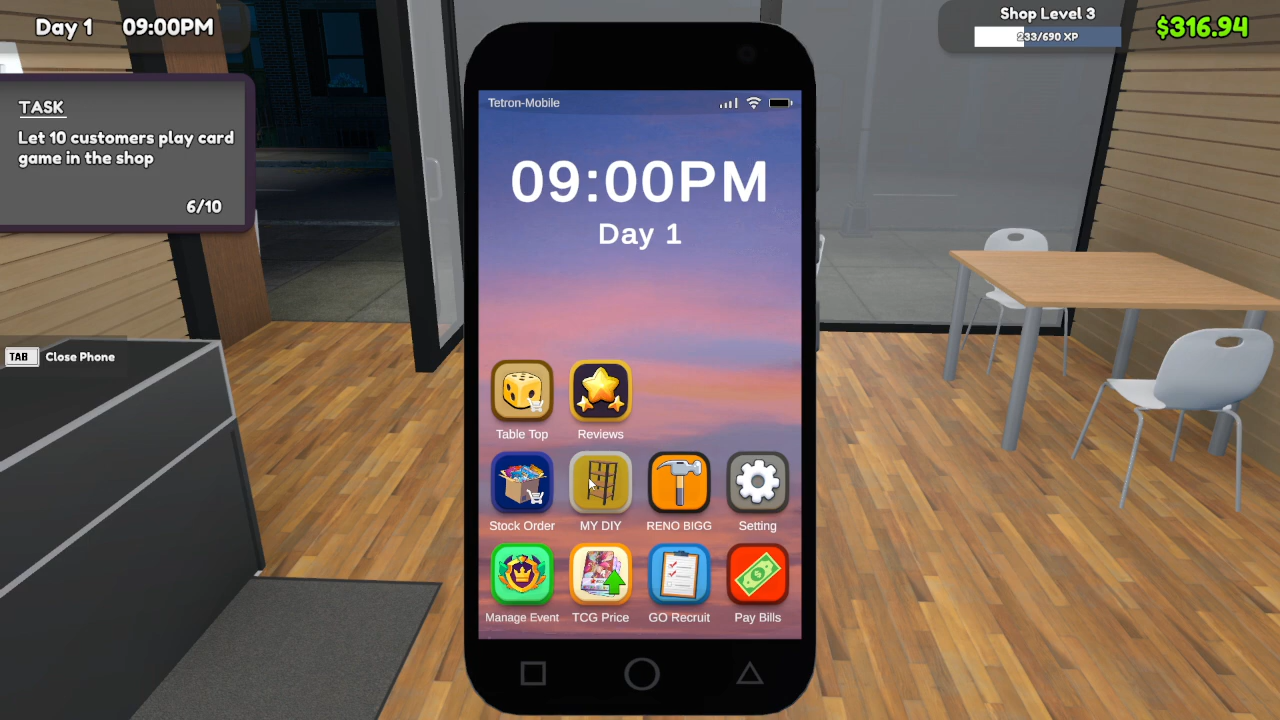 Day 1 09:00PM
Shop Level 3
233/690 XP
$316.94
TASK
Let 10 customers play card
game in the shop
6/10
TAB Close Phone
Tetron-Mobile
09:00PM
Day 1
Table Top Reviews
Stock Order MY DIY RENO BIGG Setting
Manage Event TCG Price GO Recruit Pay Bills